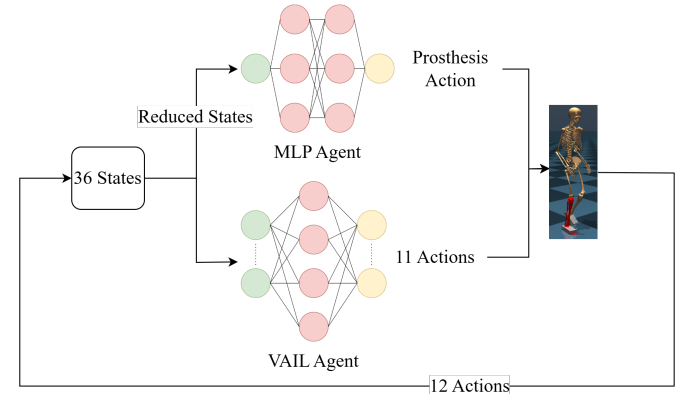 Prosthesis
Action
Reduced States
MLP Agent
36 States
11 Actions
VAIL Agent
12 Actions